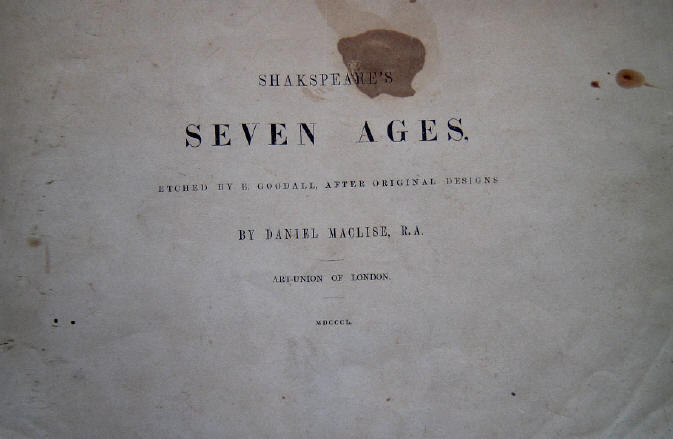 SHAKSPEARE'S
SEVEN AGES.
ETCHED BY E. GOODALL, AFTER ORIGINAL DESIGNS
BY DANIEL MACLISE, R.A.
ART-UNION OF LONDON.
MDCCCL.